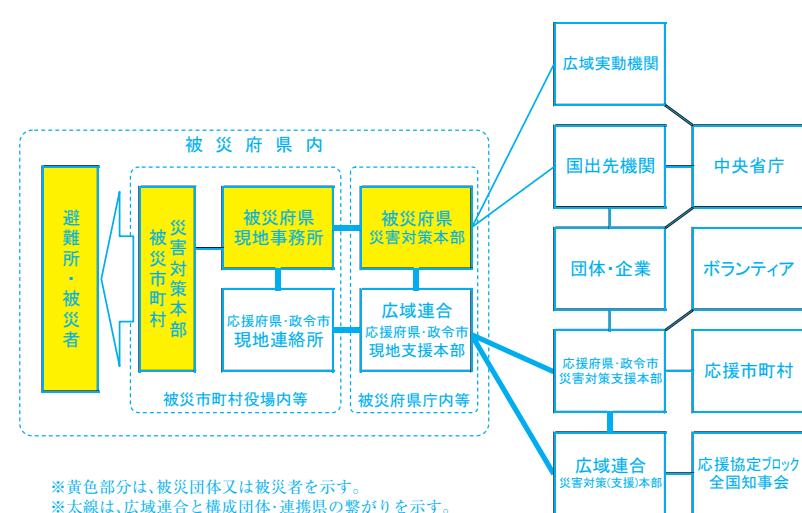 被災府県内
避難所・被災者
被災市町村
災害対策本部
被災府県
現地事務所
応援府県・政令市
現地連絡所
被災市町村役場内等
被災府県
災害対策本部
広域連合
応援府県・政令市
現地支援本部
被災府県庁内等
広域実動機関
国出先機関
中央省庁
団体・企業
ボランティア
応援府県・政令市
災害対策支援本部
応援市町村
広域連合
災害対策(支援)本部
応援協定ブロック
全国知事会
※黄色部分は、被災団体又は被災者を示す。
※太線は、広域連合と構成団体・連携県の繋がりを示す。